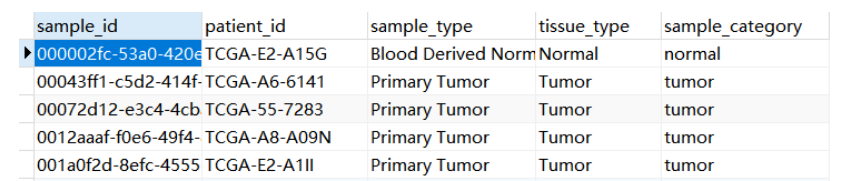 sample_id patient_id sample_type tissue_type sample_category
000002fc-53a0-420e TCGA-E2-A15G Blood Derived Norm Normal normal
00043ff1-c5d2-414f- TCGA-A6-6141 Primary Tumor Tumor tumor
00072d12-e3c4-4cb TCGA-55-7283 Primary Tumor Tumor tumor
0012aaaf-f0e6-49f4- TCGA-A8-A09N Primary Tumor Tumor tumor
001a0f2d-8efc-4555 TCGA-E2-A1II Primary Tumor Tumor tumor